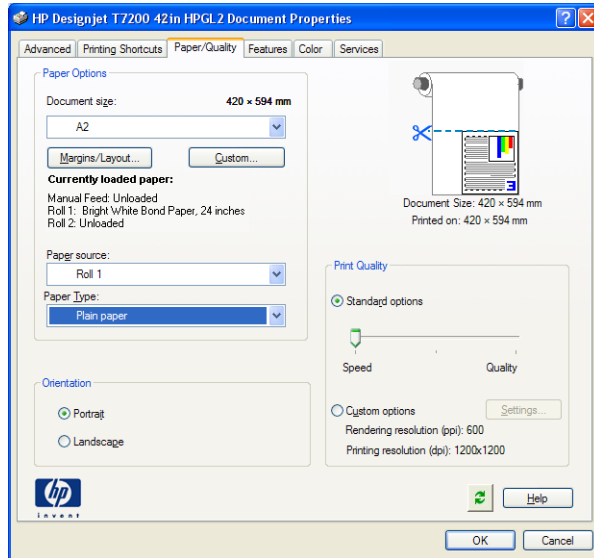 HP Designjet T7200 42in HPGL2 Document Properties
Advanced Printing Shortcuts Paper/Quality Features Color Services
Paper Options
Document size: 420 × 594 mm
A2
Margins/Layout... Custom...
Currently loaded paper:
Manual Feed: Unloaded
Roll 1: Bright White Bond Paper, 24 inches
Roll 2: Unloaded
Paper source:
Roll 1
Paper Type:
Plain paper
Orientation
Portrait
Landscape
3
Document Size: 420 × 594 mm
Printed on: 420 × 594 mm
Print Quality
Standard options
Speed Quality
Custom options Settings...
Rendering resolution (ppi): 600
Printing resolution (dpi): 1200x1200
hp
invent
Help
OK Cancel